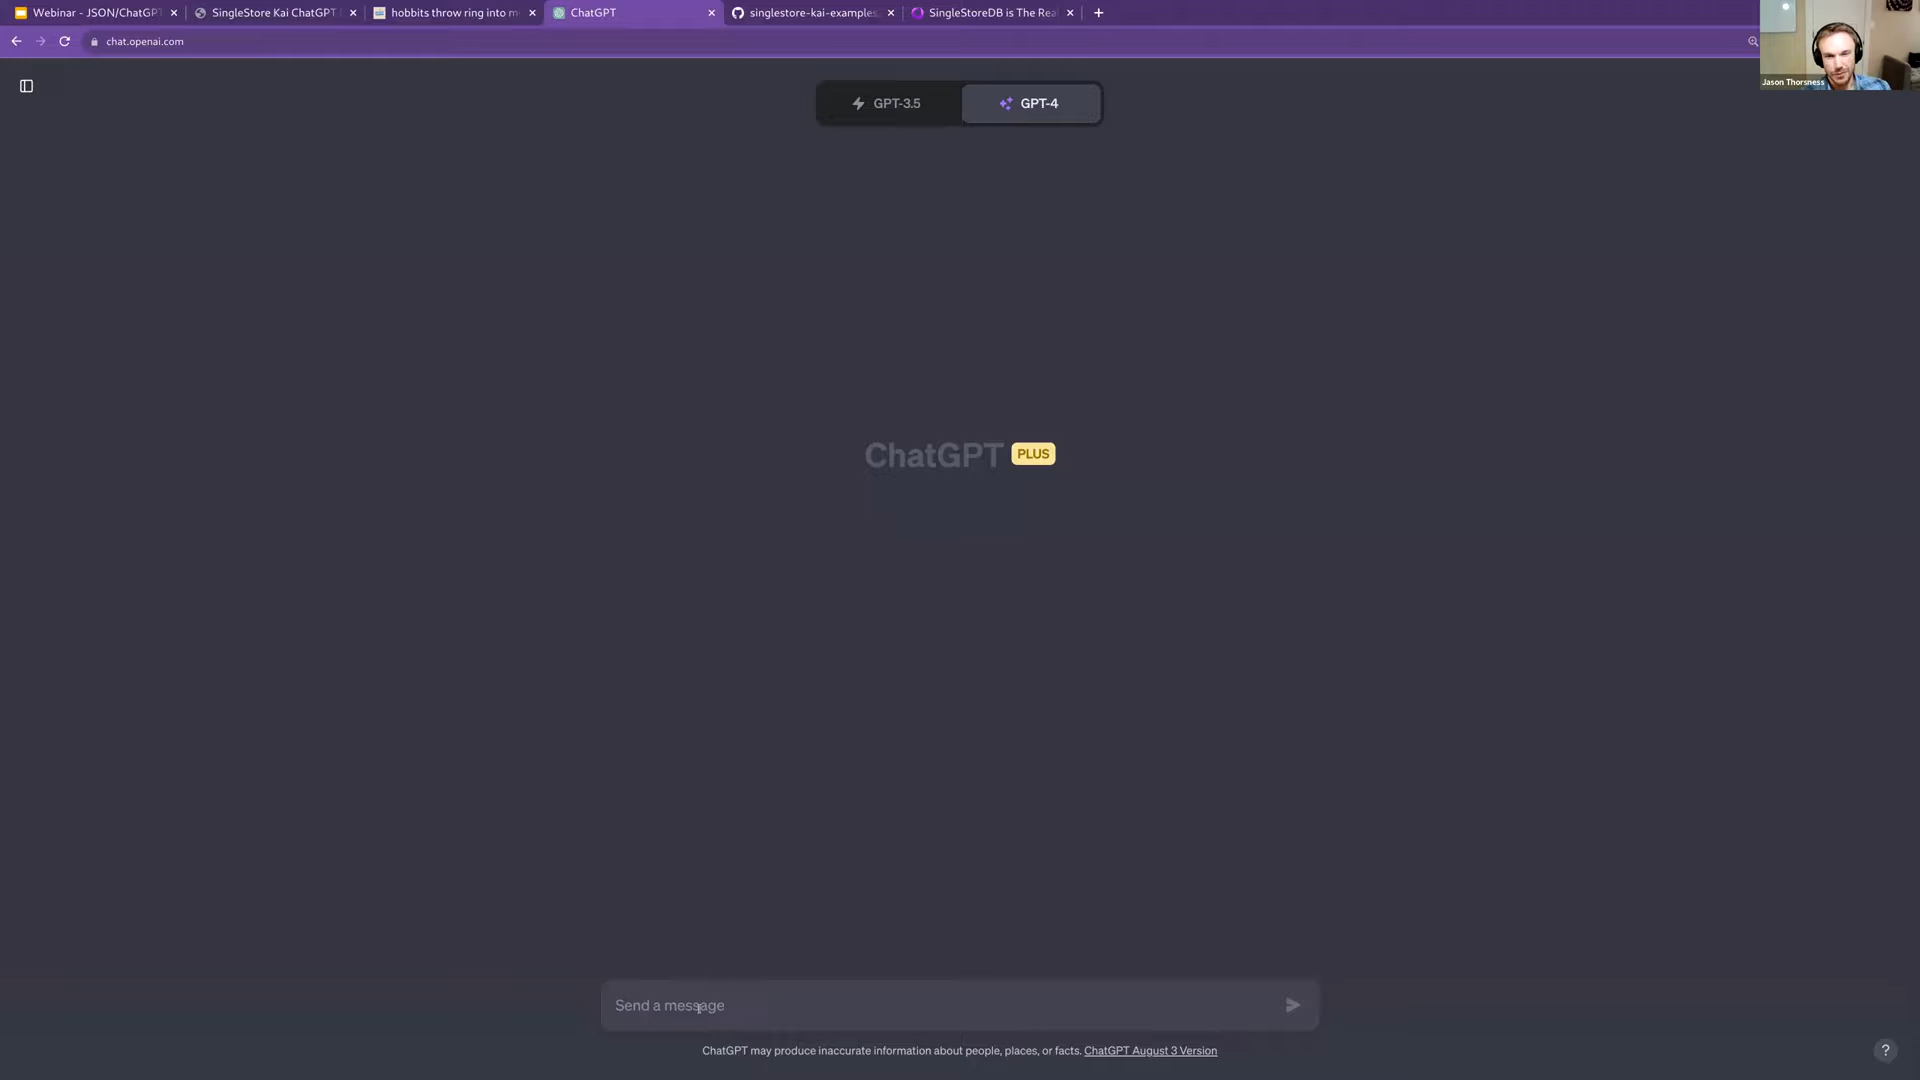 Webinar - JSON/ChatGPT
SingleStore Kai ChatGPT
hobbits throw ring into m
ChatGPT
singlestore-kai-examples
SingleStoreDB is The Rea
chat.openai.com
Jason Thorsness
GPT-3.5
GPT-4
ChatGPT PLUS
Send a message
ChatGPT may produce inaccurate information about people, places, or facts. ChatGPT August 3 Version
?